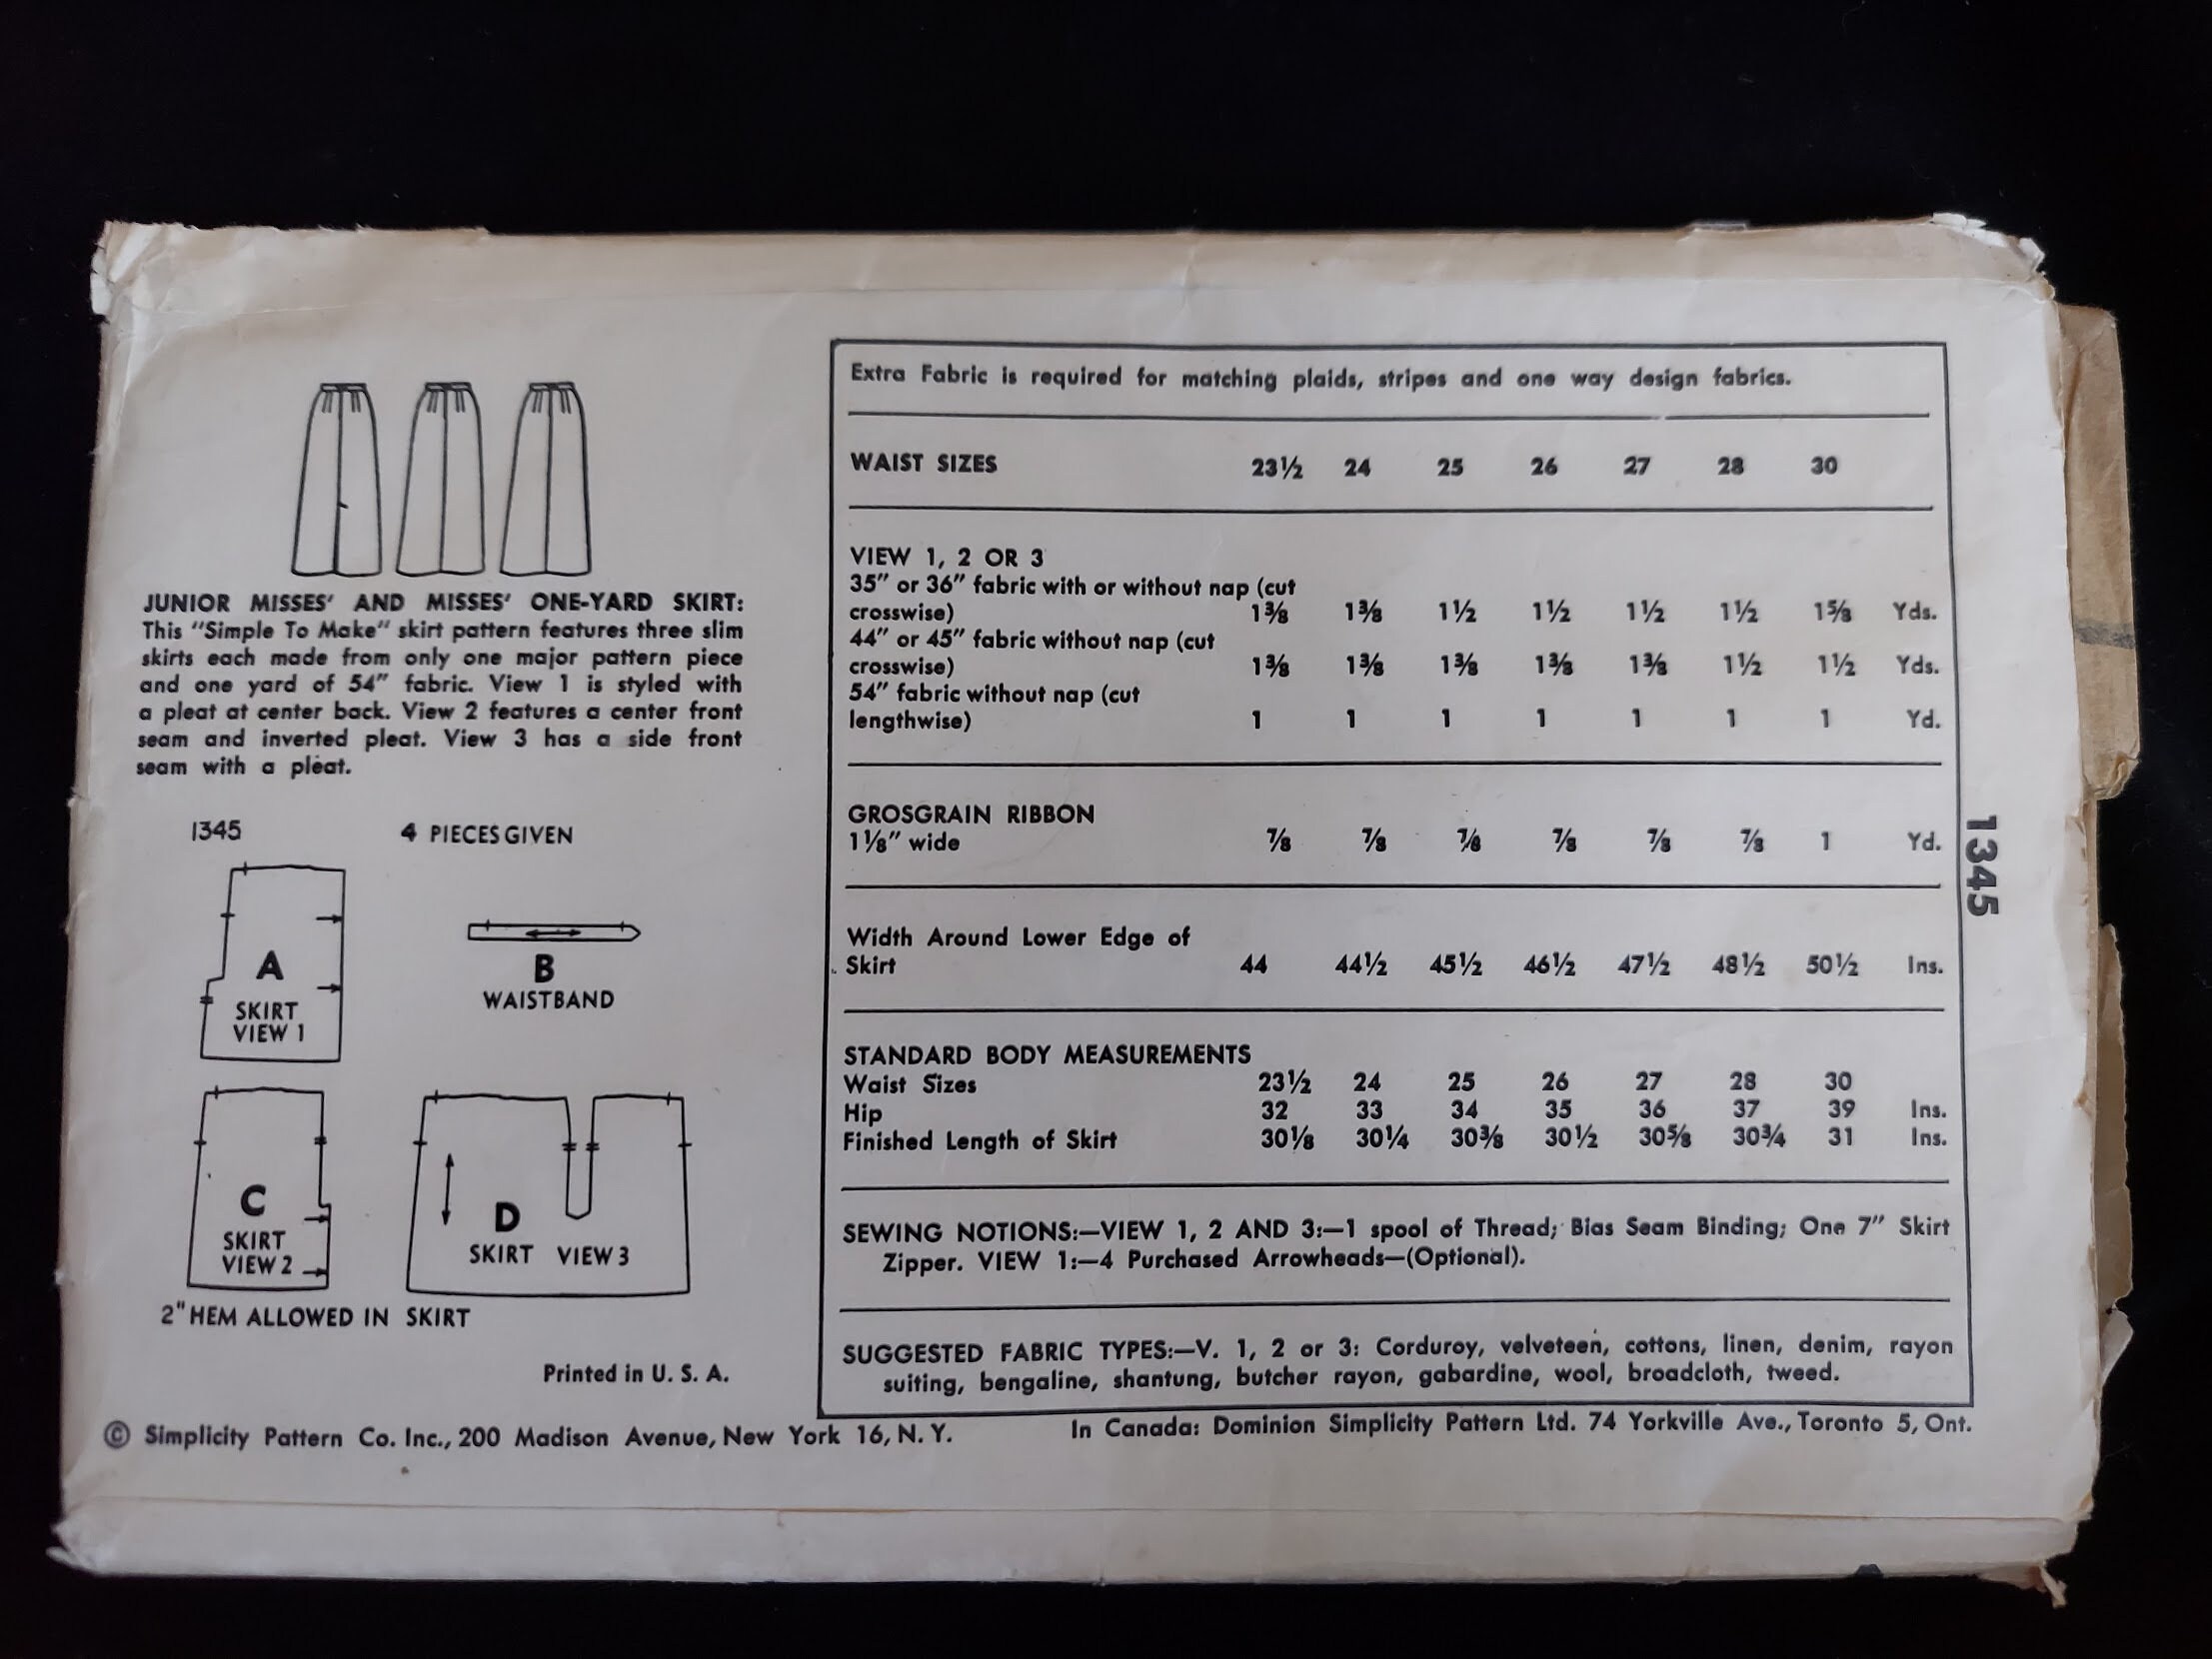 JUNIOR MISSES' AND MISSES' ONE-YARD SKIRT:
This "Simple To Make" skirt pattern features three slim
skirts each made from only one major pattern piece
and one yard of 54" fabric. View 1 is styled with
a pleat at center back. View 2 features a center front
seam and inverted pleat. View 3 has a side front
seam with a pleat.
1345 4 PIECES GIVEN
A
SKIRT
VIEW 1
B
WAISTBAND
C
SKIRT
VIEW 2
D
SKIRT VIEW 3
2" HEM ALLOWED IN SKIRT
Printed in U. S. A.
Extra Fabric is required for matching plaids, stripes and one way design fabrics.
WAIST SIZES 23½ 24 25 26 27 28 30
VIEW 1, 2 OR 3
35" or 36" fabric with or without nap (cut
crosswise) 1⅜ 1⅜ 1½ 1½ 1½ 1½ 1⅝ Yds.
44" or 45" fabric without nap (cut
crosswise) 1⅜ 1⅜ 1⅜ 1⅜ 1⅜ 1½ 1½ Yds.
54" fabric without nap (cut
lengthwise) 1 1 1 1 1 1 1 Yd.
GROSGRAIN RIBBON
1⅛" wide ⅞ ⅞ ⅞ ⅞ ⅞ ⅞ 1 Yd.
Width Around Lower Edge of
Skirt 44 44½ 45½ 46½ 47½ 48½ 50½ Ins.
STANDARD BODY MEASUREMENTS
Waist Sizes 23½ 24 25 26 27 28 30
Hip 32 33 34 35 36 37 39 Ins.
Finished Length of Skirt 30⅛ 30¼ 30⅜ 30½ 30⅝ 30¾ 31 Ins.
SEWING NOTIONS:—VIEW 1, 2 AND 3:—1 spool of Thread; Bias Seam Binding; One 7" Skirt
Zipper. VIEW 1:—4 Purchased Arrowheads—(Optional).
SUGGESTED FABRIC TYPES:—V. 1, 2 or 3: Corduroy, velveteen, cottons, linen, denim, rayon
suiting, bengaline, shantung, butcher rayon, gabardine, wool, broadcloth, tweed.
1345
© Simplicity Pattern Co. Inc., 200 Madison Avenue, New York 16, N. Y. In Canada: Dominion Simplicity Pattern Ltd. 74 Yorkville Ave., Toronto 5, Ont.